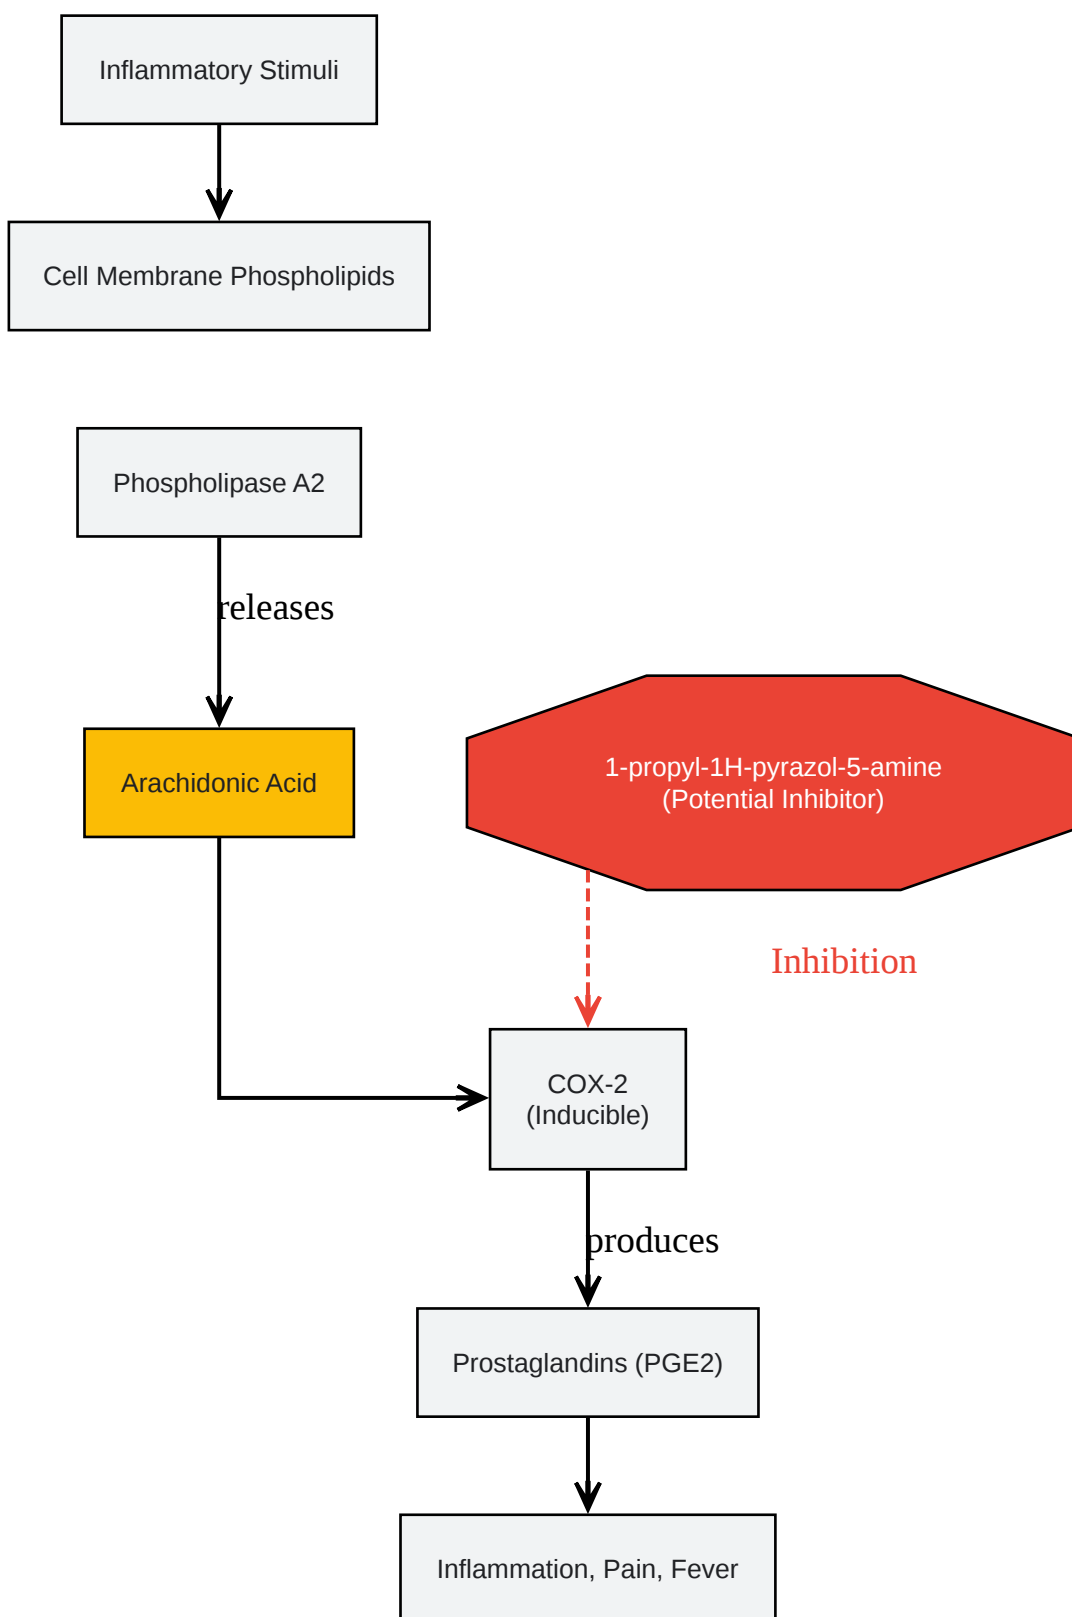 Inflammatory Stimuli
Cell Membrane Phospholipids
Phospholipase A2
releases
Arachidonic Acid
1-propyl-1H-pyrazol-5-amine
(Potential Inhibitor)
Inhibition
COX-2
(Inducible)
produces
Prostaglandins (PGE2)
Inflammation, Pain, Fever